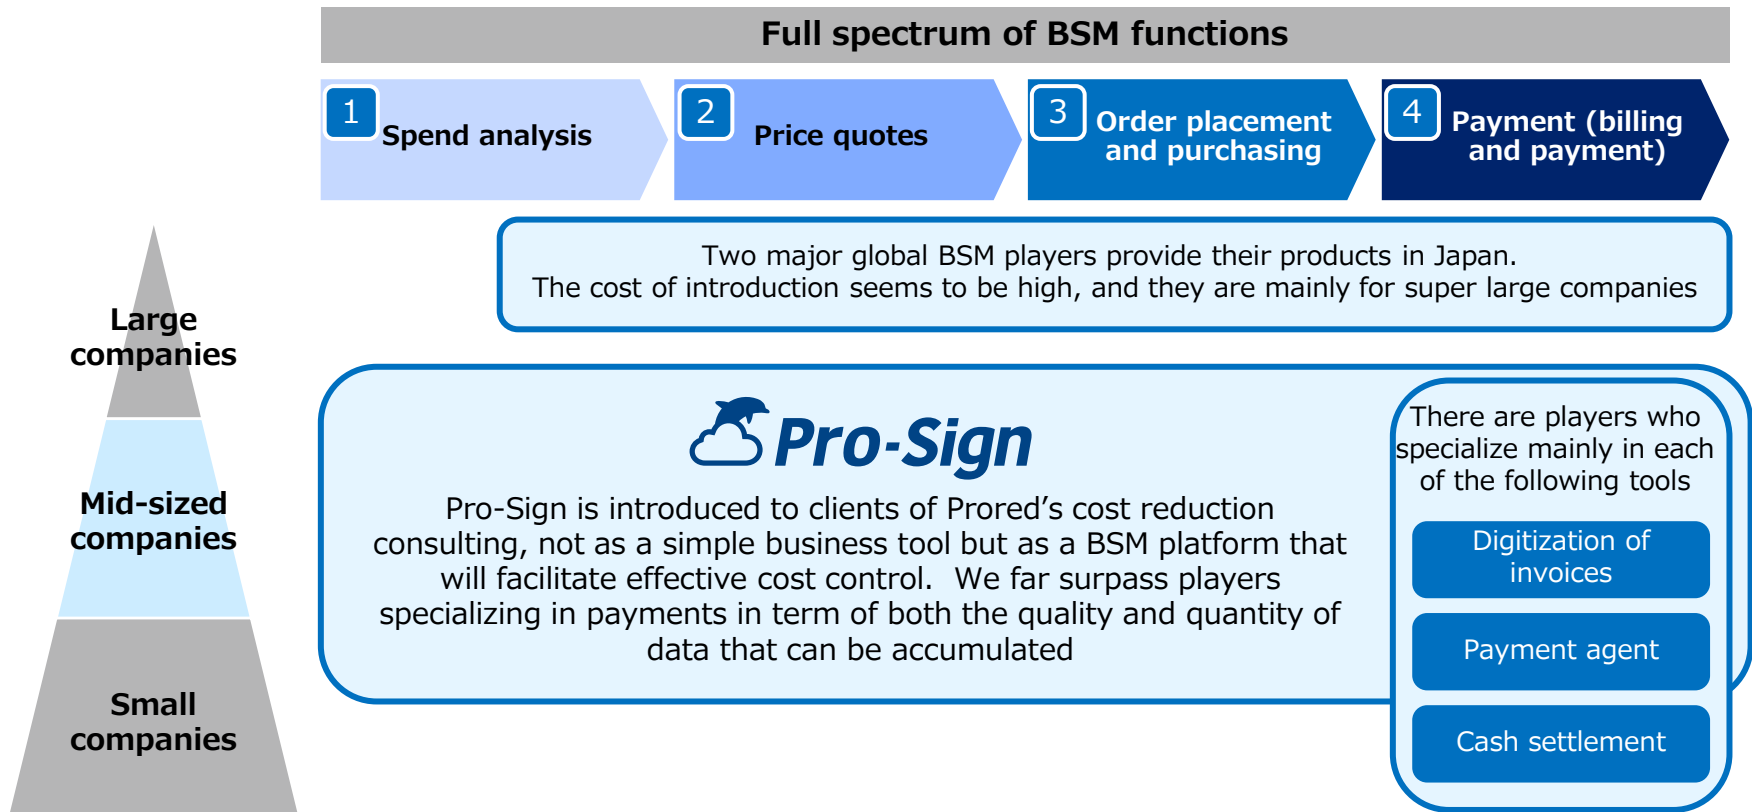 Full spectrum of BSM functions
1
Spend analysis
2
Price quotes
3
Order placement
and purchasing
4
Payment (billing
and payment)
Two major global BSM players provide their products in Japan.
The cost of introduction seems to be high, and they are mainly for super large companies
Large
companies
Mid-sized
companies
Small
companies
Pro-Sign
Pro-Sign is introduced to clients of Prored's cost reduction
consulting, not as a simple business tool but as a BSM platform that
will facilitate effective cost control.  We far surpass players
specializing in payments in term of both the quality and quantity of
data that can be accumulated
There are players who
specialize mainly in each
of the following tools
Digitization of
invoices
Payment agent
Cash settlement